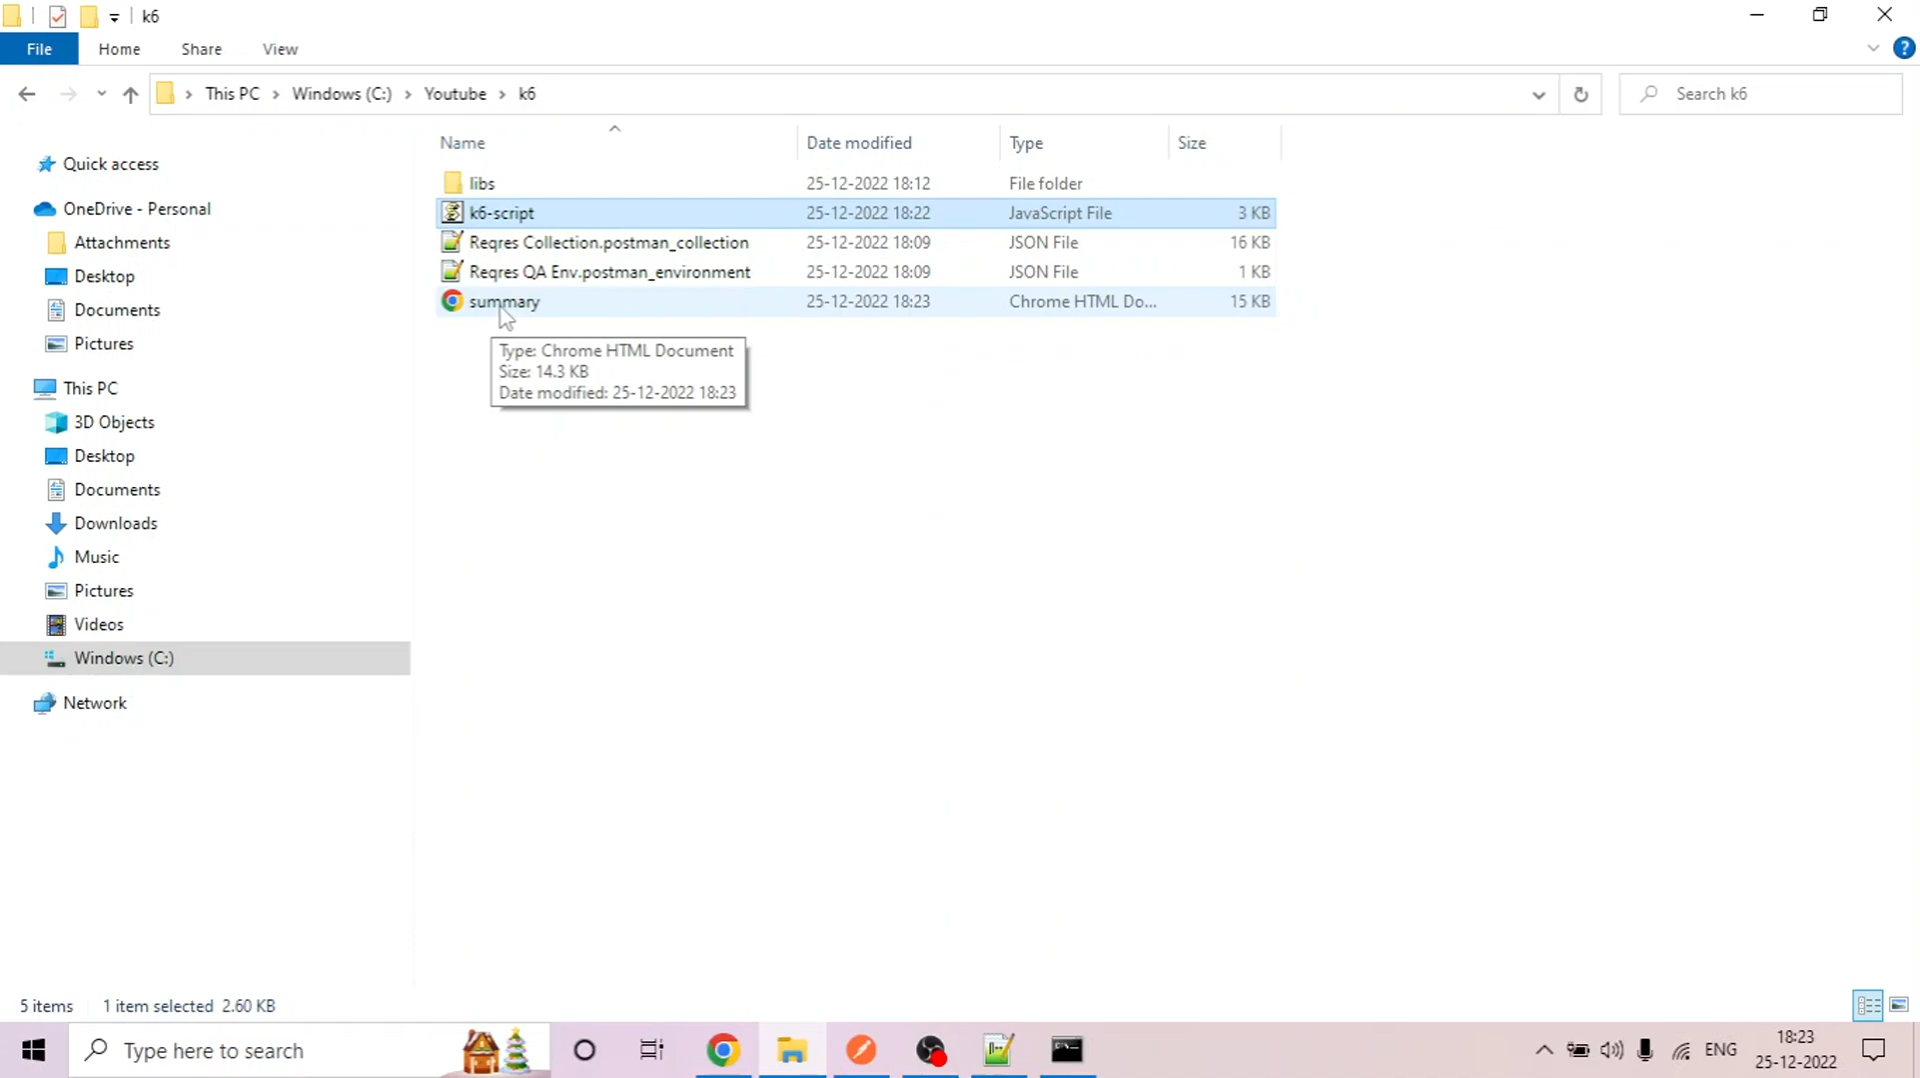 k6
File Home Share View
This PC Windows (C:) Youtube k6
Search k6
Name Date modified Type Size
Quick access
OneDrive - Personal
Attachments
Desktop
Documents
Pictures
This PC
3D Objects
Desktop
Documents
Downloads
Music
Pictures
Videos
Windows (C:)
Network
libs 25-12-2022 18:12 File folder
k6-script 25-12-2022 18:22 JavaScript File 3 KB
Reqres Collection.postman_collection 25-12-2022 18:09 JSON File 16 KB
Reqres QA Env.postman_environment 25-12-2022 18:09 JSON File 1 KB
summary 25-12-2022 18:23 Chrome HTML Do... 15 KB
Type: Chrome HTML Document
Size: 14.3 KB
Date modified: 25-12-2022 18:23
5 items 1 item selected 2.60 KB
Type here to search
ENG
18:23
25-12-2022